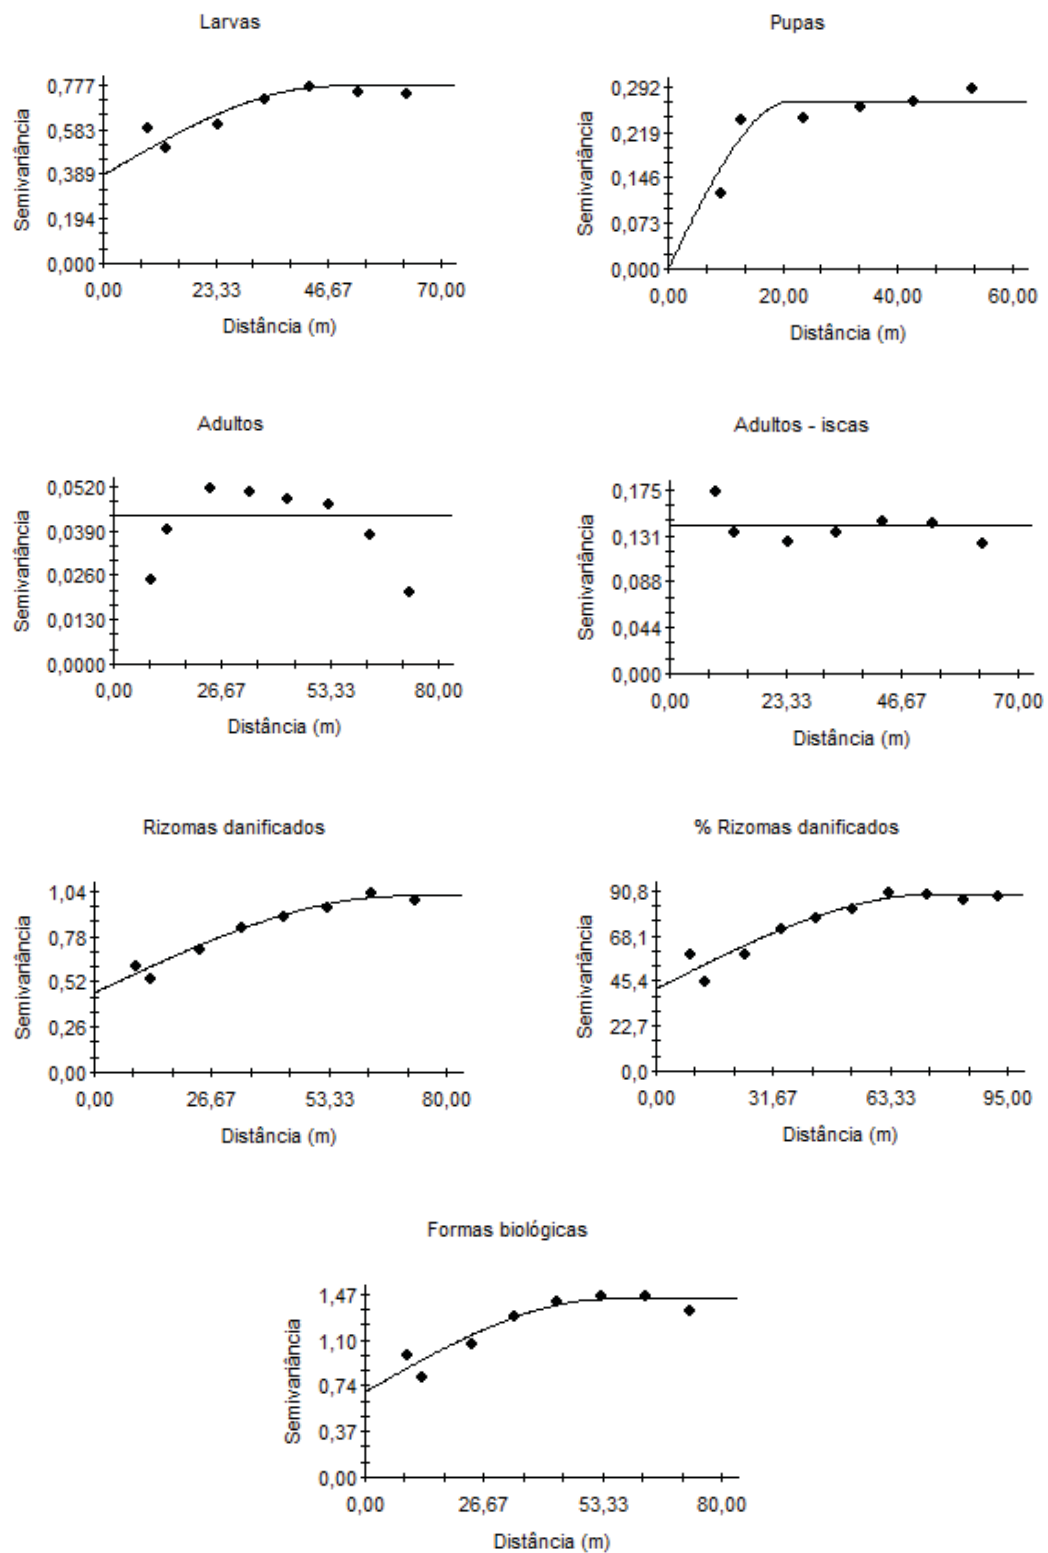 Larvas
Semivariância
0,777
0,583
0,389
0,194
0,000
0,00 23,33 46,67 70,00
Distância (m)
Pupas
Semivariância
0,292
0,219
0,146
0,073
0,000
0,00 20,00 40,00 60,00
Distância (m)
Adultos
Semivariância
0,0520
0,0390
0,0260
0,0130
0,0000
0,00 26,67 53,33 80,00
Distância (m)
Adultos - iscas
Semivariância
0,175
0,131
0,088
0,044
0,000
0,00 23,33 46,67 70,00
Distância (m)
Rizomas danificados
Semivariância
1,04
0,78
0,52
0,26
0,00
0,00 26,67 53,33 80,00
Distância (m)
% Rizomas danificados
Semivariância
90,8
68,1
45,4
22,7
0,0
0,00 31,67 63,33 95,00
Distância (m)
Formas biológicas
Semivariância
1,47
1,10
0,74
0,37
0,00
0,00 26,67 53,33 80,00
Distância (m)